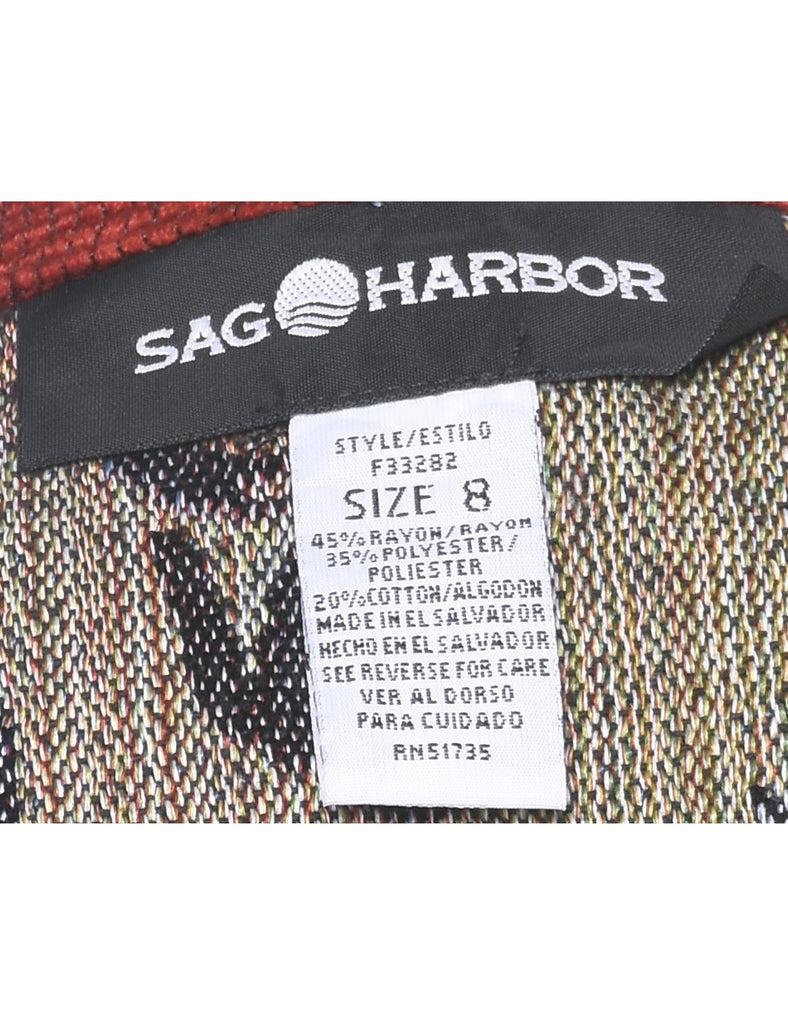 SAG HARBOR
STYLE/ESTILO
F33282
SIZE 8
45% RAYON/RAYON
35% POLYESTER/
POLIESTER
20% COTTON/ALGODON
MADE IN EL SALVADOR
HECHO EN EL SALVADOR
SEE REVERSE FOR CARE
VER AL DORSO
PARA CUIDADO
RN51735